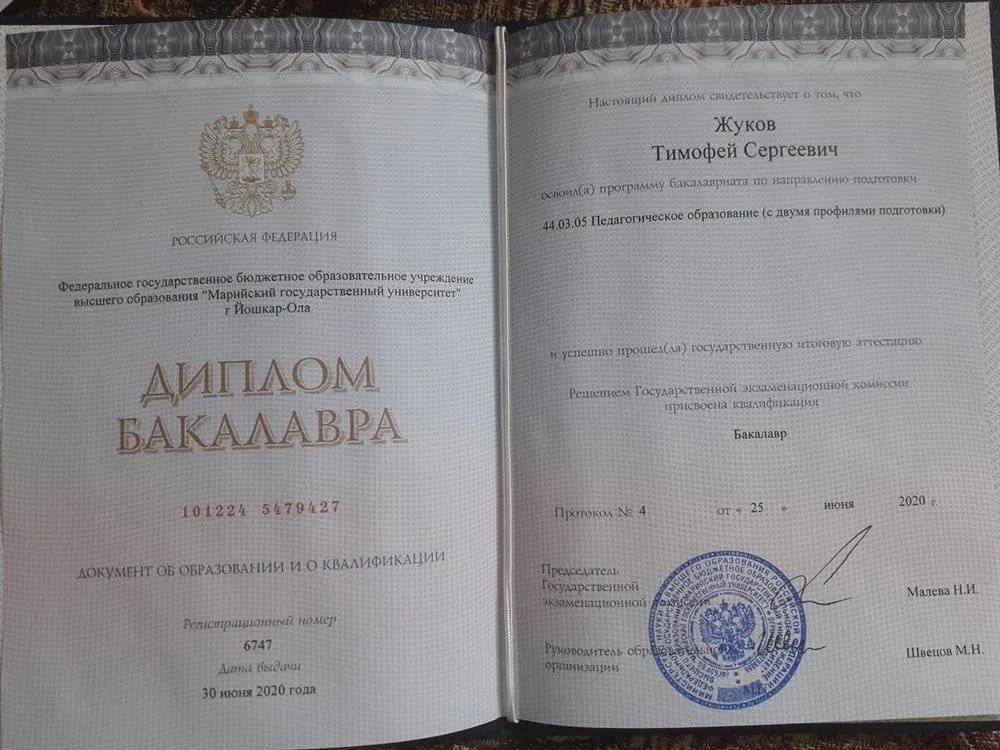 РОССИЙСКАЯ ФЕДЕРАЦИЯ
Федеральное государственное бюджетное образовательное учреждение
высшего образования "Марийский государственный университет"
г Йошкар-Ола
ДИПЛОМ
БАКАЛАВРА
101224 5479427
ДОКУМЕНТ ОБ ОБРАЗОВАНИИ И О КВАЛИФИКАЦИИ
Регистрационный номер
6747
Дата выдачи
30 июня 2020 года
Настоящий диплом свидетельствует о том, что
Жуков
Тимофей Сергеевич
освоил(а) программу бакалавриата по направлению подготовки
44.03.05 Педагогическое образование (с двумя профилями подготовки)
и успешно прошел(ла) государственную итоговую аттестацию.
Решением Государственной экзаменационной комиссии
присвоена квалификация
Бакалавр
Протокол № 4 от « 25 » июня 2020 г.
Председатель
Государственной
экзаменационной комиссии Малева Н.И.
Руководитель образовательной
организации Швецов М.Н.
М.П.